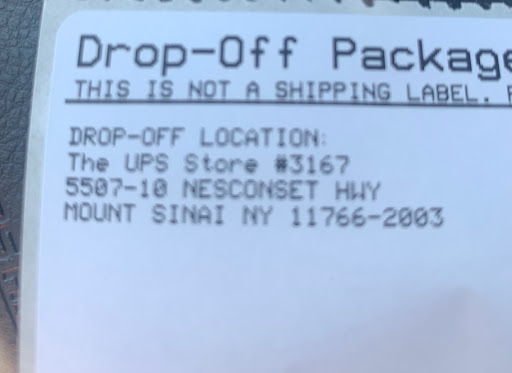 Drop-Off Package
THIS IS NOT A SHIPPING LABEL.
DROP-OFF LOCATION:
The UPS Store #3167
5507-10 NESCONSET HWY
MOUNT SINAI NY 11766-2003